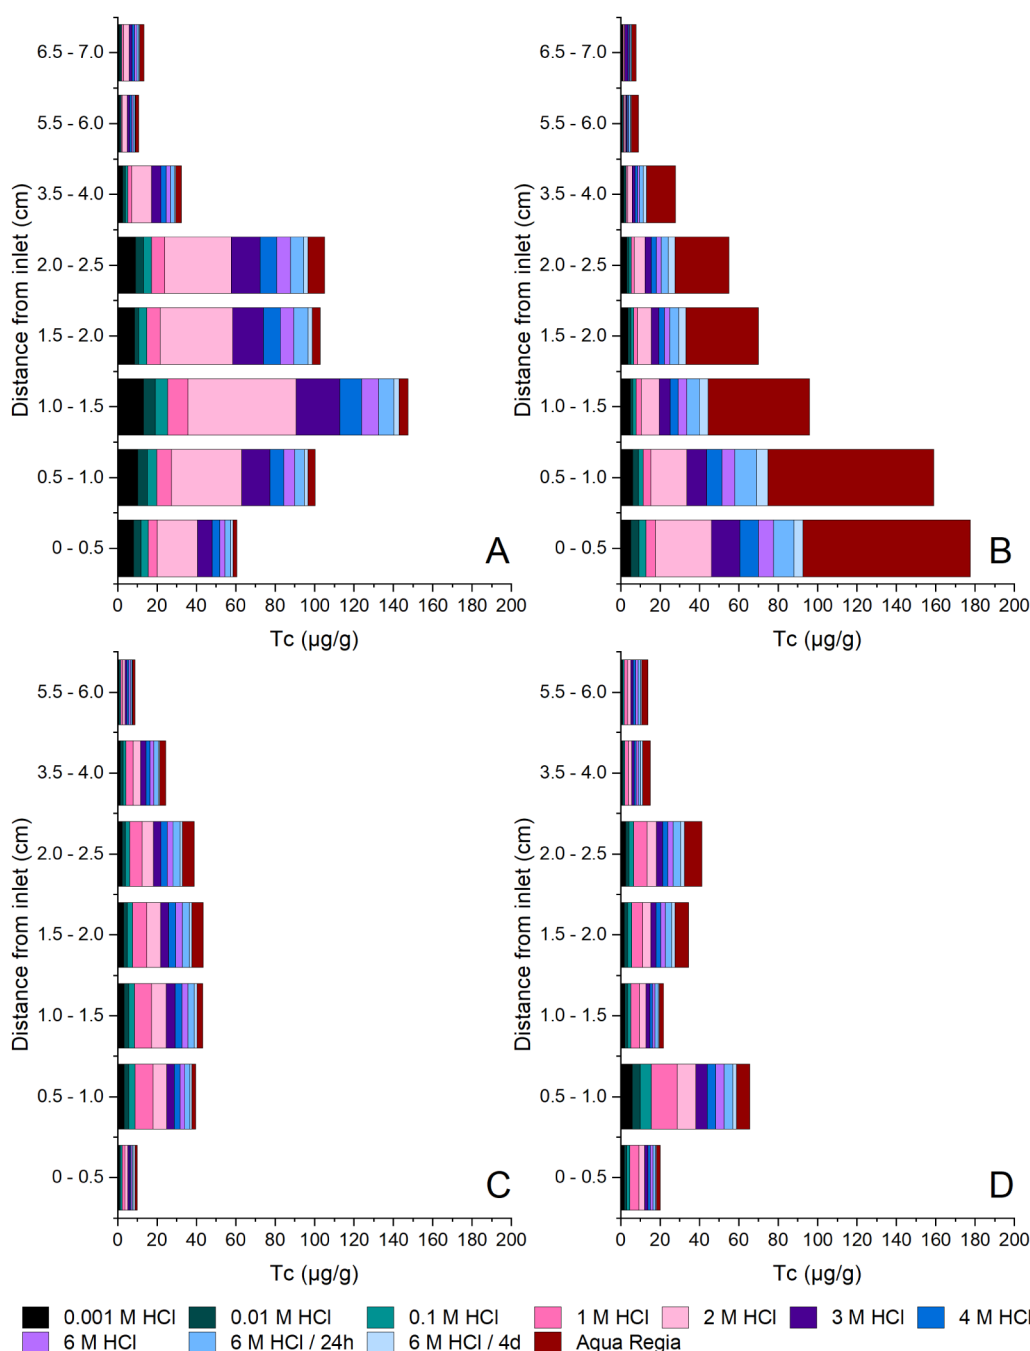 6.5 - 7.0
5.5 - 6.0
3.5 - 4.0
2.0 - 2.5
1.5 - 2.0
1.0 - 1.5
0.5 - 1.0
0 - 0.5
Distance from inlet (cm)
A
0 20 40 60 80 100 120 140 160 180 200
Tc (µg/g)
6.5 - 7.0
5.5 - 6.0
3.5 - 4.0
2.0 - 2.5
1.5 - 2.0
1.0 - 1.5
0.5 - 1.0
0 - 0.5
Distance from inlet (cm)
B
0 20 40 60 80 100 120 140 160 180 200
Tc (µg/g)
5.5 - 6.0
3.5 - 4.0
2.0 - 2.5
1.5 - 2.0
1.0 - 1.5
0.5 - 1.0
0 - 0.5
Distance from inlet (cm)
C
0 20 40 60 80 100 120 140 160 180 200
Tc (µg/g)
5.5 - 6.0
3.5 - 4.0
2.0 - 2.5
1.5 - 2.0
1.0 - 1.5
0.5 - 1.0
0 - 0.5
Distance from inlet (cm)
D
0 20 40 60 80 100 120 140 160 180 200
Tc (µg/g)
0.001 M HCl 0.01 M HCl 0.1 M HCl 1 M HCl 2 M HCl 3 M HCl 4 M HCl
6 M HCl 6 M HCl / 24h 6 M HCl / 4d Aqua Regia